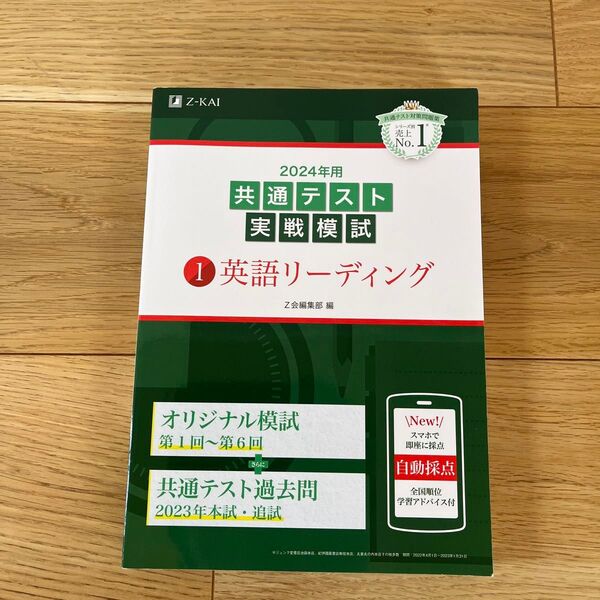 Z-KAI
共通テスト対策問題集
シリーズ別
売上
No.1
2024年用
共通テスト
実戦模試
1 英語リーディング
Z会編集部 編
オリジナル模試
第1回〜第6回
さらに
共通テスト過去問
2023年本試・追試
\New!/
スマホで
即座に採点
自動採点
全国順位
学習アドバイス付